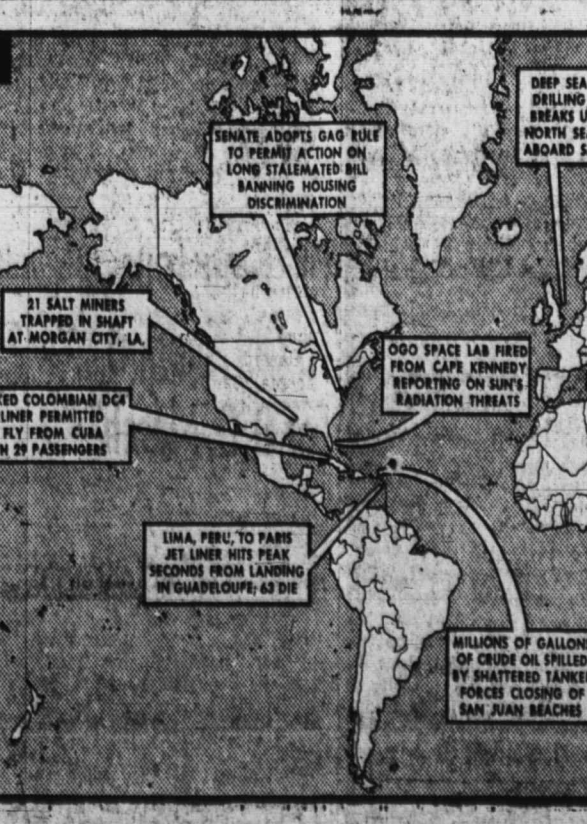 DEEP SEA
DRILLING
BREAKS U
NORTH SE
ABOARD S
SENATE ADOPTS GAG RULE
TO PERMIT ACTION ON
LONG STALEMATED BILL
BANNING HOUSING
DISCRIMINATION
21 SALT MINERS
TRAPPED IN SHAFT
AT MORGAN CITY, LA.
OGO SPACE LAB FIRED
FROM CAPE KENNEDY
REPORTING ON SUN'S
RADIATION THREATS
KED COLOMBIAN DC4
LINER PERMITTED
FLY FROM CUBA
H 29 PASSENGERS
LIMA, PERU, TO PARIS
JET LINER HITS PEAK
SECONDS FROM LANDING
IN GUADELOUPE; 63 DIE
MILLIONS OF GALLONS
OF CRUDE OIL SPILLED
BY SHATTERED TANKER
FORCES CLOSING OF
SAN JUAN BEACHES